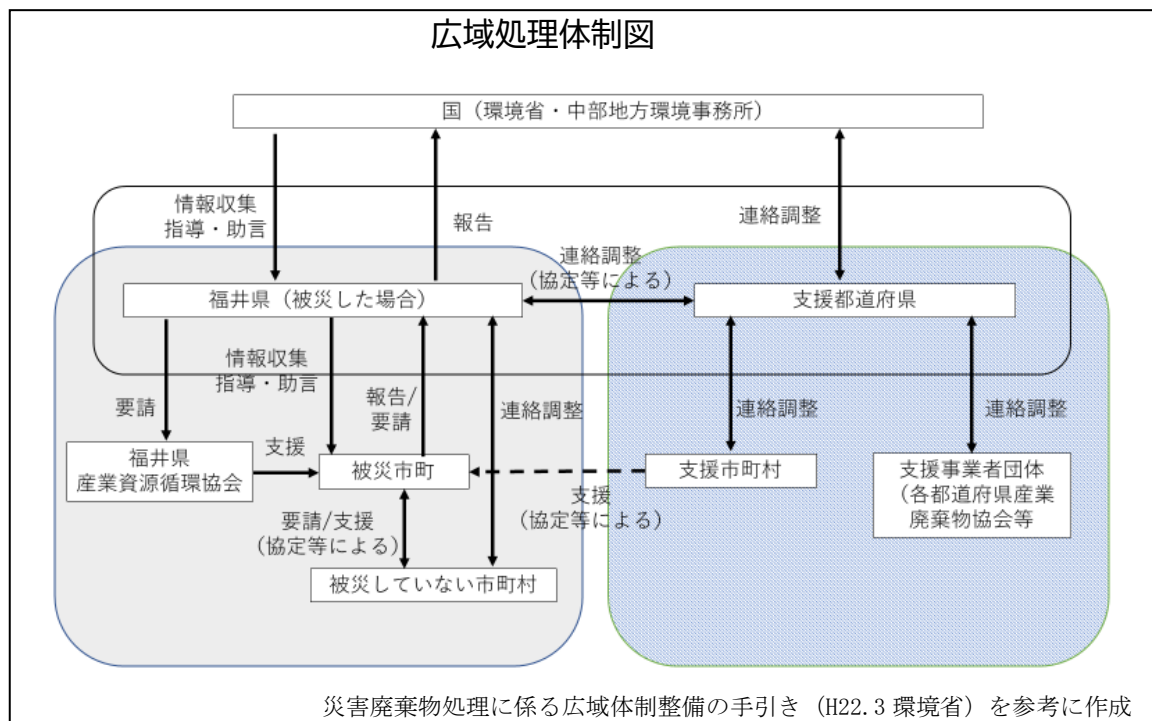 広域処理体制図
国（環境省・中部地方環境事務所）
情報収集
指導・助言
報告
連絡調整
連絡調整
(協定等による)
福井県（被災した場合）
支援都道府県
情報収集
指導・助言
要請
報告/
要請
連絡調整
連絡調整
連絡調整
福井県
産業資源循環協会
支援
被災市町
支援市町村
支援事業者団体
（各都道府県産業
廃棄物協会等
支援
(協定等による)
要請/支援
(協定等による)
被災していない市町村
災害廃棄物処理に係る広域体制整備の手引き（H22.3 環境省）を参考に作成